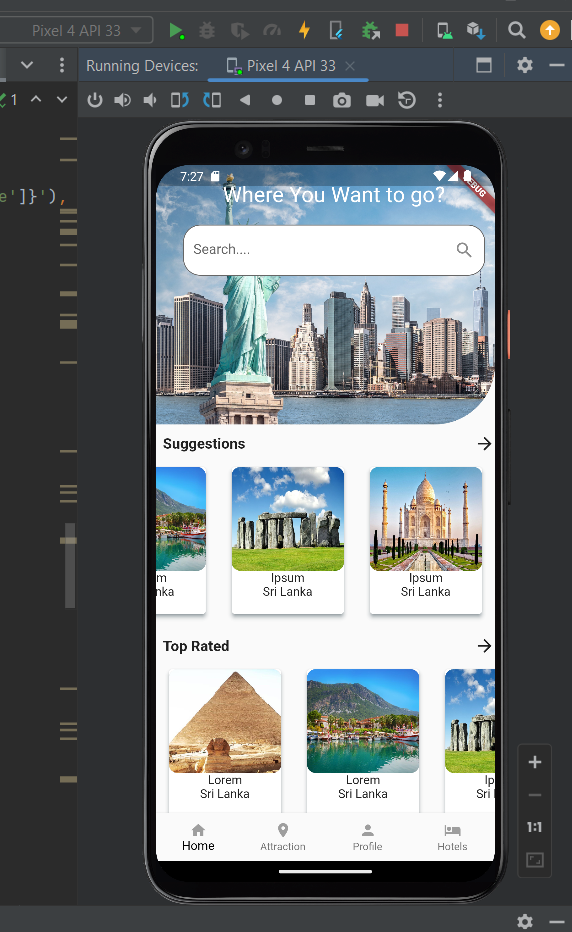 Pixel 4 API 33
Running Devices:
Pixel 4 API 33
1
e']}'),
7:27
Where You Want to go?
Search....
Suggestions
m
nka
Ipsum
Sri Lanka
Ipsum
Sri Lanka
Top Rated
Lorem
Sri Lanka
Lorem
Sri Lanka
Ip
Sri l
Home
Attraction
Profile
Hotels
1:1